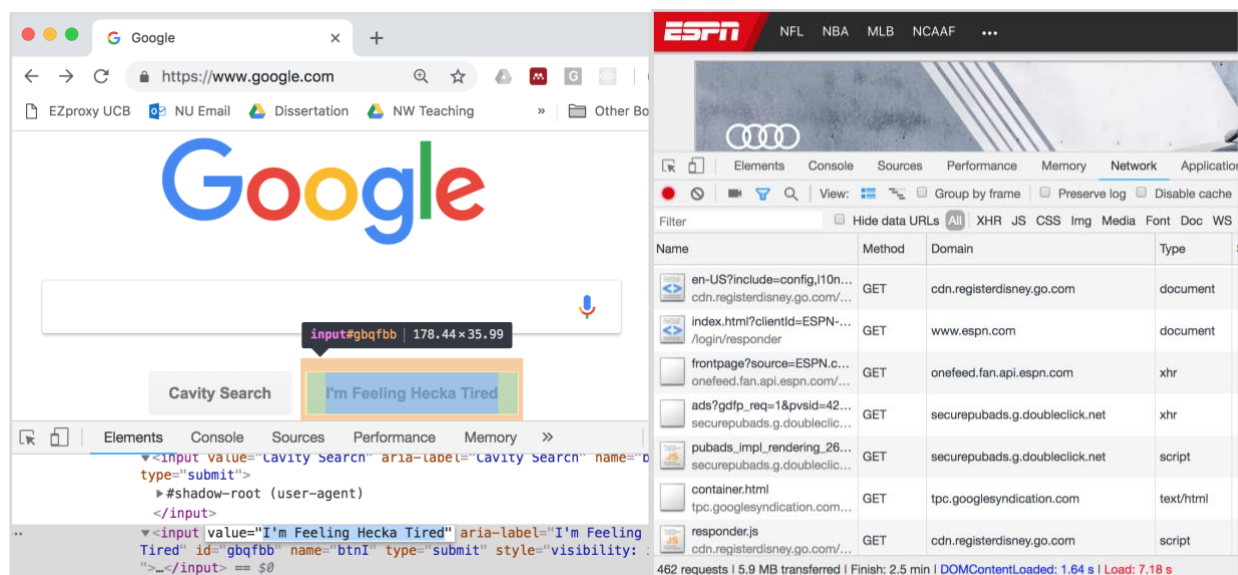 Google
https://www.google.com
G
EZproxy UCB NU Email Dissertation NW Teaching » Other Bo
Google
input#gbqfbb 178.44×35.99
Cavity Search I'm Feeling Hecka Tired
Elements Console Sources Performance Memory »
▼<input value="Cavity Search" aria-label="Cavity Search" name="b
type="submit">
▶#shadow-root (user-agent)
</input>
▼<input value="I'm Feeling Hecka Tired" aria-label="I'm Feeling
Tired" id="gbqfbb" name="btnI" type="submit" style="visibility:
">…</input> == $0
ESPN NFL NBA MLB NCAAF •••
Elements Console Sources Performance Memory Network Application
View: Group by frame Preserve log Disable cache
Filter Hide data URLs All XHR JS CSS Img Media Font Doc WS
Name Method Domain Type
en-US?include=config,l10n...
cdn.registerdisney.go.com/... GET cdn.registerdisney.go.com document
index.html?clientId=ESPN-...
/login/responder GET www.espn.com document
frontpage?source=ESPN.c...
onefeed.fan.api.espn.com/... GET onefeed.fan.api.espn.com xhr
ads?gdfp_req=1&pvsid=42...
securepubads.g.doubleclic... GET securepubads.g.doubleclick.net xhr
pubads_impl_rendering_26...
securepubads.g.doubleclic... GET securepubads.g.doubleclick.net script
container.html
tpc.googlesyndication.com... GET tpc.googlesyndication.com text/html
responder.js
cdn.registerdisney.go.com/... GET cdn.registerdisney.go.com script
462 requests | 5.9 MB transferred | Finish: 2.5 min | DOMContentLoaded: 1.64 s | Load: 7.18 s